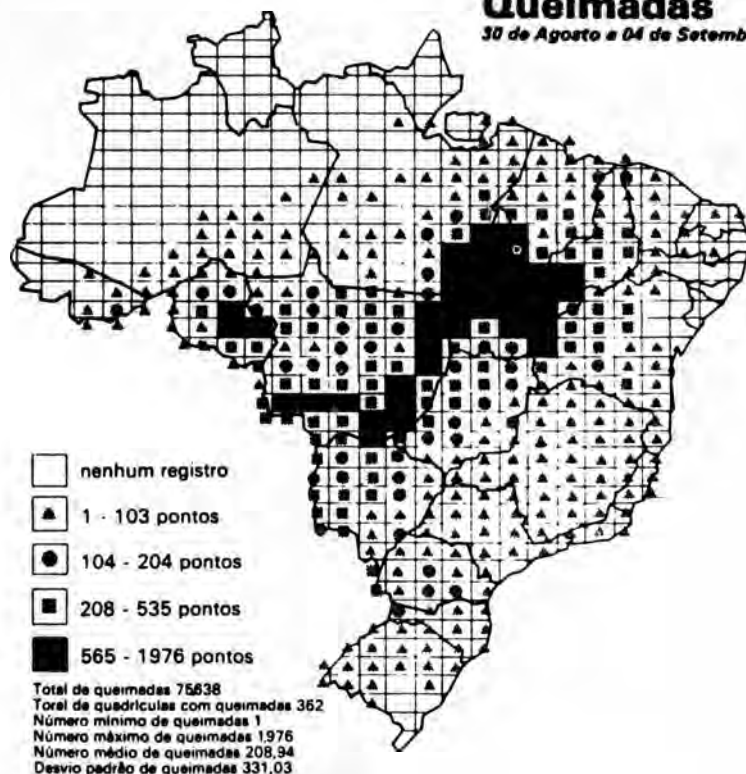 Queimadas
30 de Agosto a 04 de Setemb
nenhum registro
1 - 103 pontos
104 - 204 pontos
208 - 535 pontos
565 - 1976 pontos
Total de queimadas 75638
Toral de quadrículas com queimadas 362
Número mínimo de queimadas 1
Número máximo de queimadas 1,976
Número médio de queimadas 208,94
Desvio padrão de queimadas 331,03